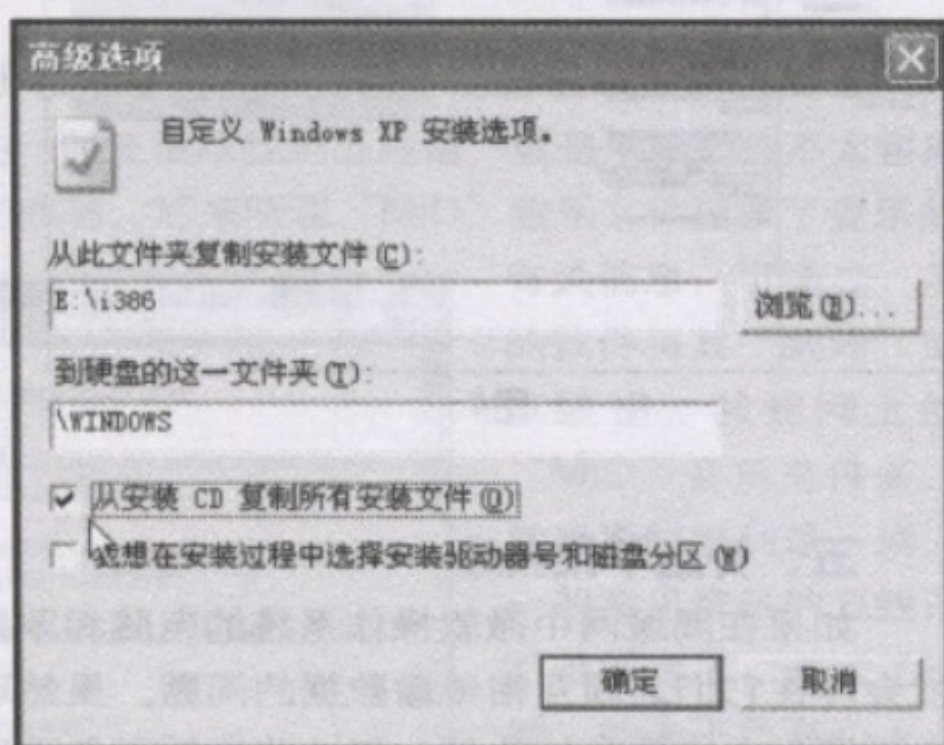 高级选项
自定义 Windows XP 安装选项。
从此文件夹复制安装文件(C):
E:\i386
浏览(B)...
到硬盘的这一文件夹(T):
\WINDOWS
从安装 CD 复制所有安装文件(O)
我想在安装过程中选择安装驱动器号和磁盘分区(W)
确定
取消